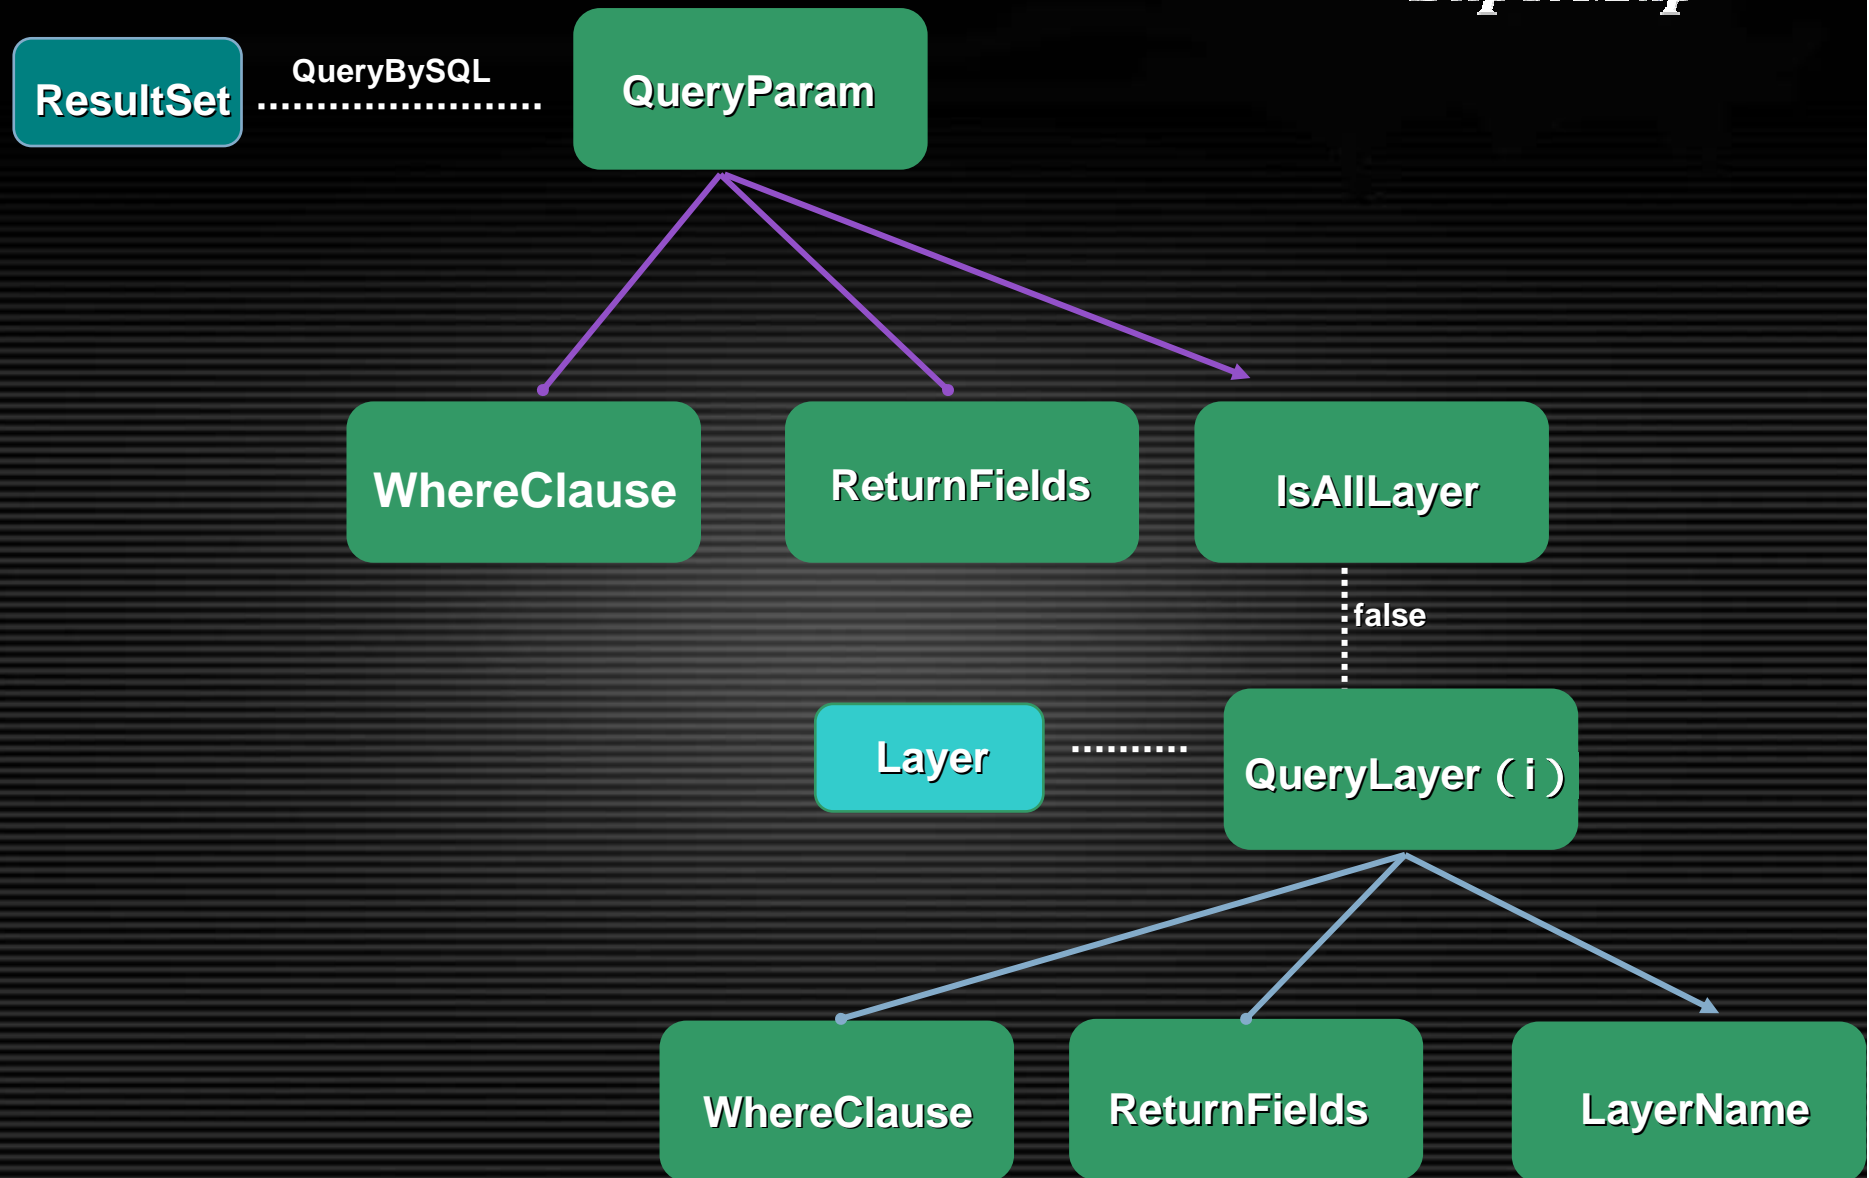 QueryBySQL
ResultSet
QueryParam
WhereClause
ReturnFields
IsAllLayer
false
Layer
QueryLayer（i）
WhereClause
ReturnFields
LayerName